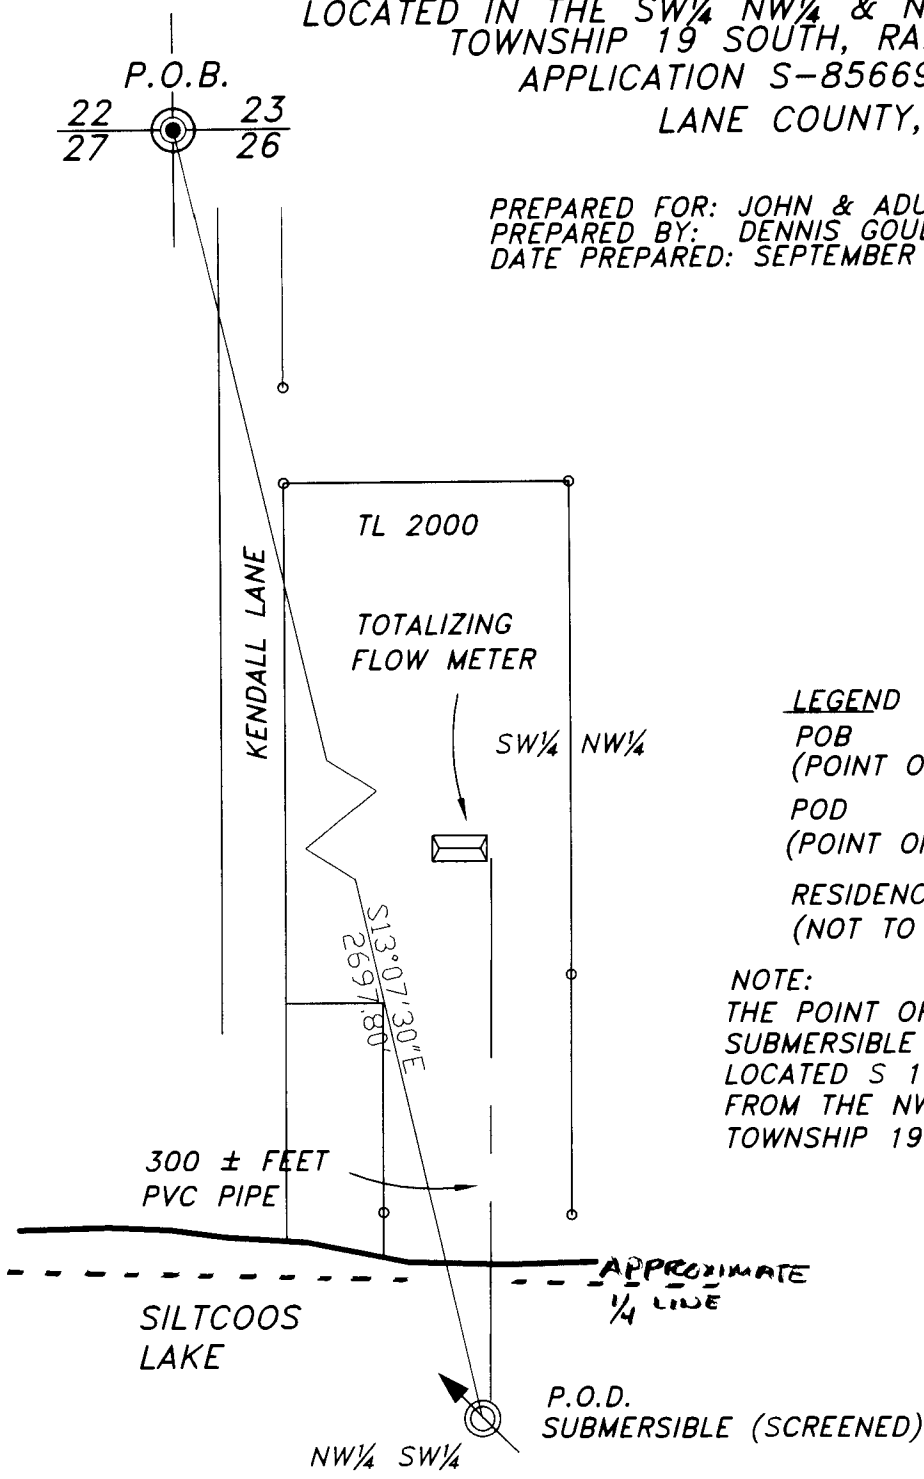 LOCATED IN THE SW¼ NW¼ & N
TOWNSHIP 19 SOUTH, RA
APPLICATION S-85669
LANE COUNTY,
P.O.B.
22 23
27 26
PREPARED FOR: JOHN & ADU
PREPARED BY: DENNIS GOUL
DATE PREPARED: SEPTEMBER
TL 2000
KENDALL LANE
TOTALIZING
FLOW METER
SW¼ NW¼
LEGEND
POB
(POINT O
POD
(POINT O
RESIDENC
(NOT TO
S13°07'30"E
2697.80'
NOTE:
THE POINT OF
SUBMERSIBLE
LOCATED S 1
FROM THE NW
TOWNSHIP 19
300 ± FEET
PVC PIPE
APPROXIMATE
¼ LINE
SILTCOOS
LAKE
P.O.D.
SUBMERSIBLE (SCREENED)
NW¼ SW¼